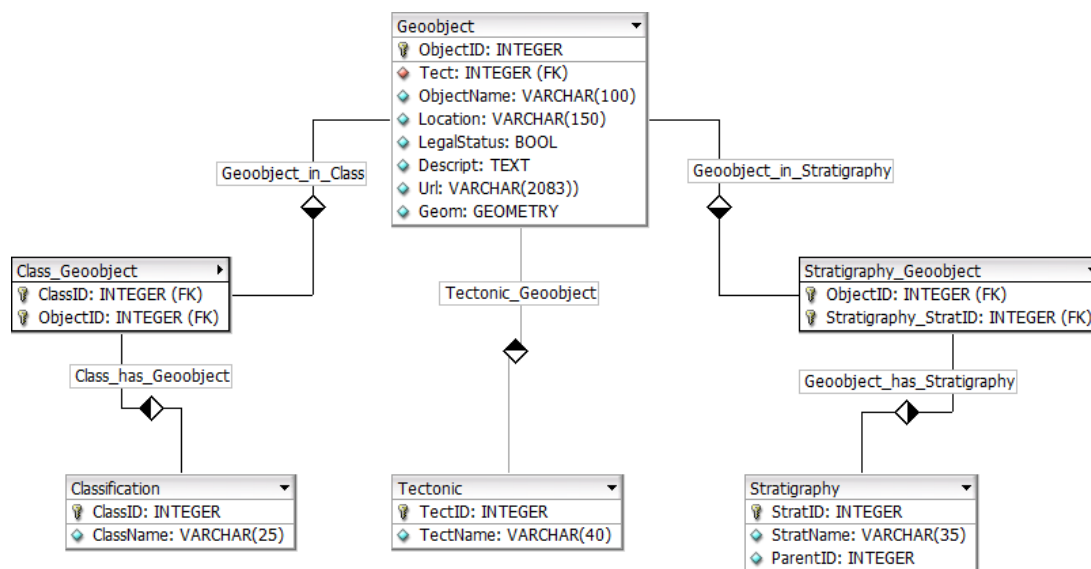 Geoobject
ObjectID: INTEGER
Tect: INTEGER (FK)
ObjectName: VARCHAR(100)
Location: VARCHAR(150)
LegalStatus: BOOL
Descript: TEXT
Url: VARCHAR(2083))
Geom: GEOMETRY
Geoobject_in_Class
Geoobject_in_Stratigraphy
Class_Geoobject
ClassID: INTEGER (FK)
ObjectID: INTEGER (FK)
Tectonic_Geoobject
Stratigraphy_Geoobject
ObjectID: INTEGER (FK)
Stratigraphy_StratID: INTEGER (FK)
Class_has_Geoobject
Geoobject_has_Stratigraphy
Classification
ClassID: INTEGER
ClassName: VARCHAR(25)
Tectonic
TectID: INTEGER
TectName: VARCHAR(40)
Stratigraphy
StratID: INTEGER
StratName: VARCHAR(35)
ParentID: INTEGER